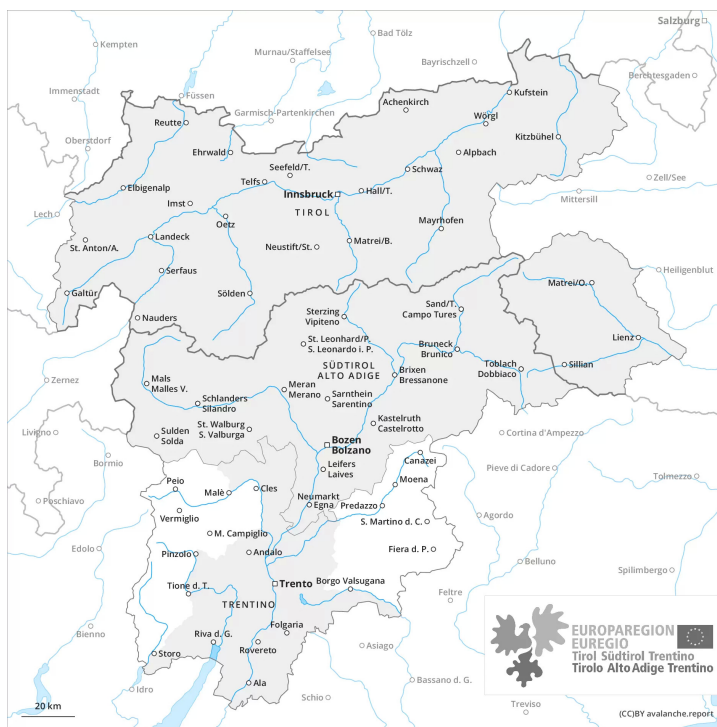 Salzburg
Kempten
Bad Tölz
Murnau/Staffelsee
Bayrischzell
Berchtesgaden
Immenstadt
Füssen
Kufstein
Garmisch-Partenkirchen
Achenkirch
Reutte
Wörgl
Kitzbühel
Oberstdorf
Ehrwald
Alpbach
Seefeld/T.
Schwaz
Zell/See
Telfs
Elbigenalp
Innsbruck
Hall/T.
Mittersill
Imst
TIROL
Lech
Oetz
Mayrhofen
Landeck
St. Anton/A.
Neustift/St.
Matrei/B.
Serfaus
Heiligenblut
Matrei/O.
Galtür
Sölden
Sand/T.
Campo Tures
Nauders
Sterzing
Vipiteno
Lienz
St. Leonhard/P.
S. Leonardo i. P.
Bruneck
Brunico
Toblach
Dobbiaco
Sillian
SÜDTIROL
ALTO ADIGE
Brixen
Bressanone
Zernez
Mals
Malles V.
Meran
Merano
Schlanders
Silandro
Sarnthein
Sarentino
St. Walburg
S. Valburga
Kastelruth
Castelrotto
Livigno
Sulden
Solda
Bozen
Bolzano
Cortina d'Ampezzo
Bormio
Canazei
Leifers
Laives
Pieve di Cadore
Tolmezzo
Peio
Moena
Malè
Cles
Neumarkt
Egna
Predazzo
Poschiavo
Vermiglio
S. Martino d. C.
Agordo
M. Campiglio
Edolo
Pinzolo
Andalo
Fiera d. P.
Belluno
Spilimbergo
Tione d. T.
Trento
Borgo Valsugana
Feltre
TRENTINO
Folgaria
Bienno
Riva d. G.
Rovereto
Asiago
Storo
Ala
Idro
Schio
Bassano d. G.
Treviso
EUROPAREGION
EUREGIO
Tirol Südtirol Trentino
Tirolo Alto Adige Trentino
20 km
(CC)BY avalanche.report